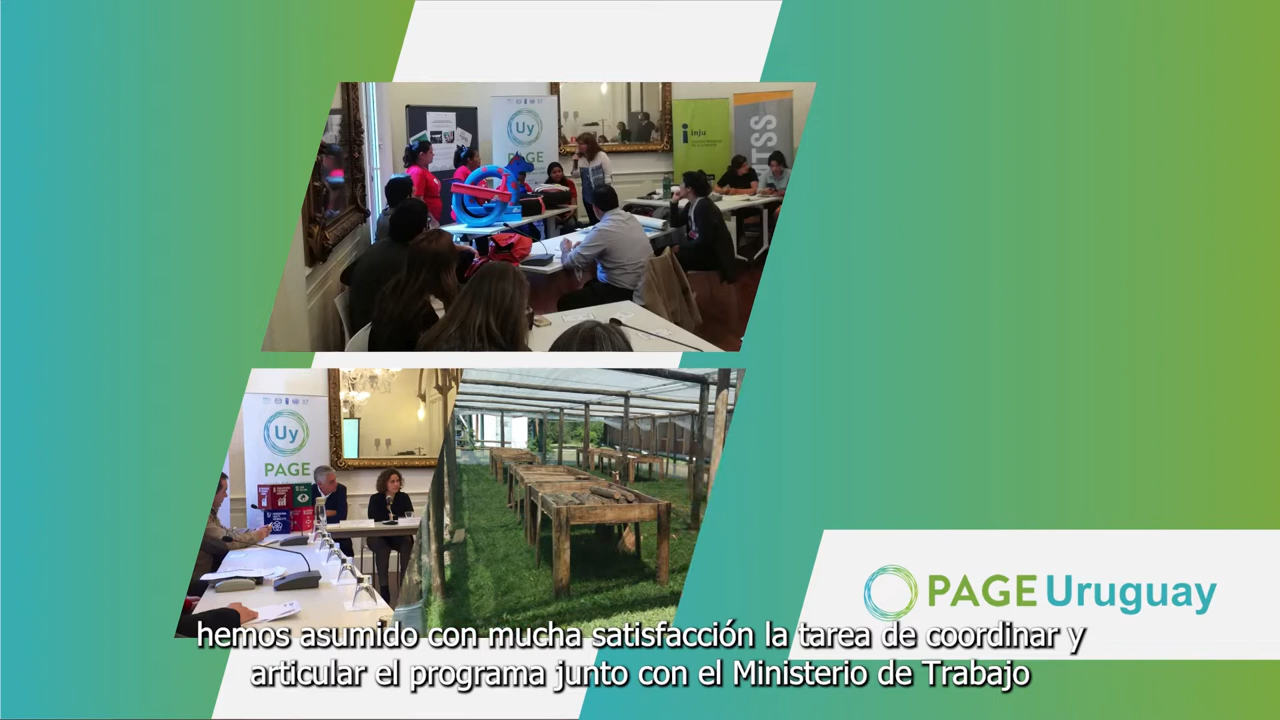 Uy
PAGE
inju
MTSS
Uy
PAGE
PAGE Uruguay
hemos asumido con mucha satisfacción la tarea de coordinar y
articular el programa junto con el Ministerio de Trabajo